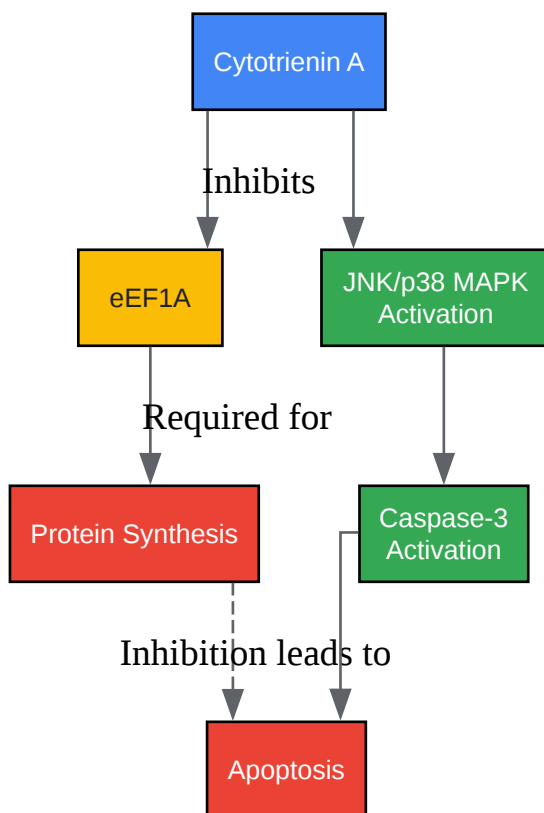 Cytotrienin A
Inhibits
eEF1A
JNK/p38 MAPK
Activation
Required for
Protein Synthesis
Caspase-3
Activation
Inhibition leads to
Apoptosis